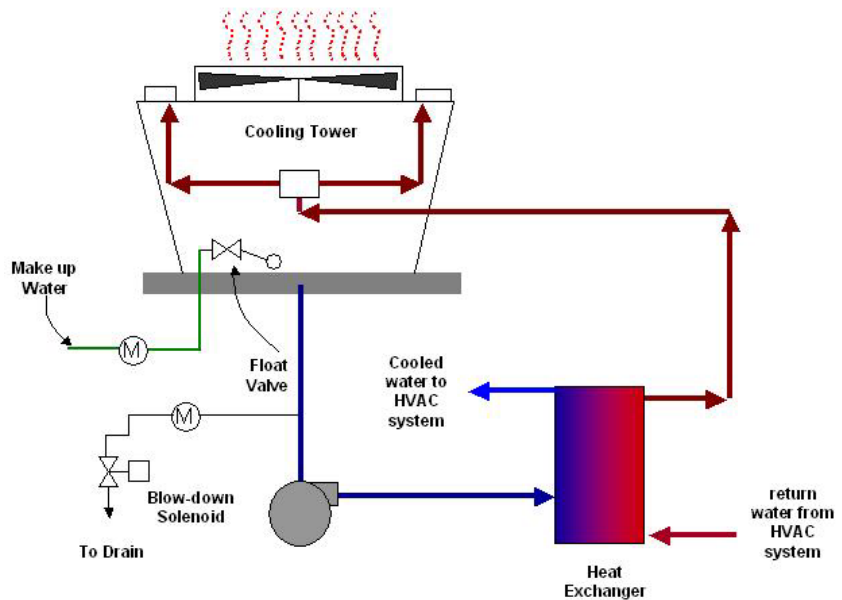 Cooling Tower
Make up
Water
M
Float
Valve
Cooled
water to
HVAC
system
M
Blow-down
Solenoid
To Drain
return
water from
HVAC
system
Heat
Exchanger